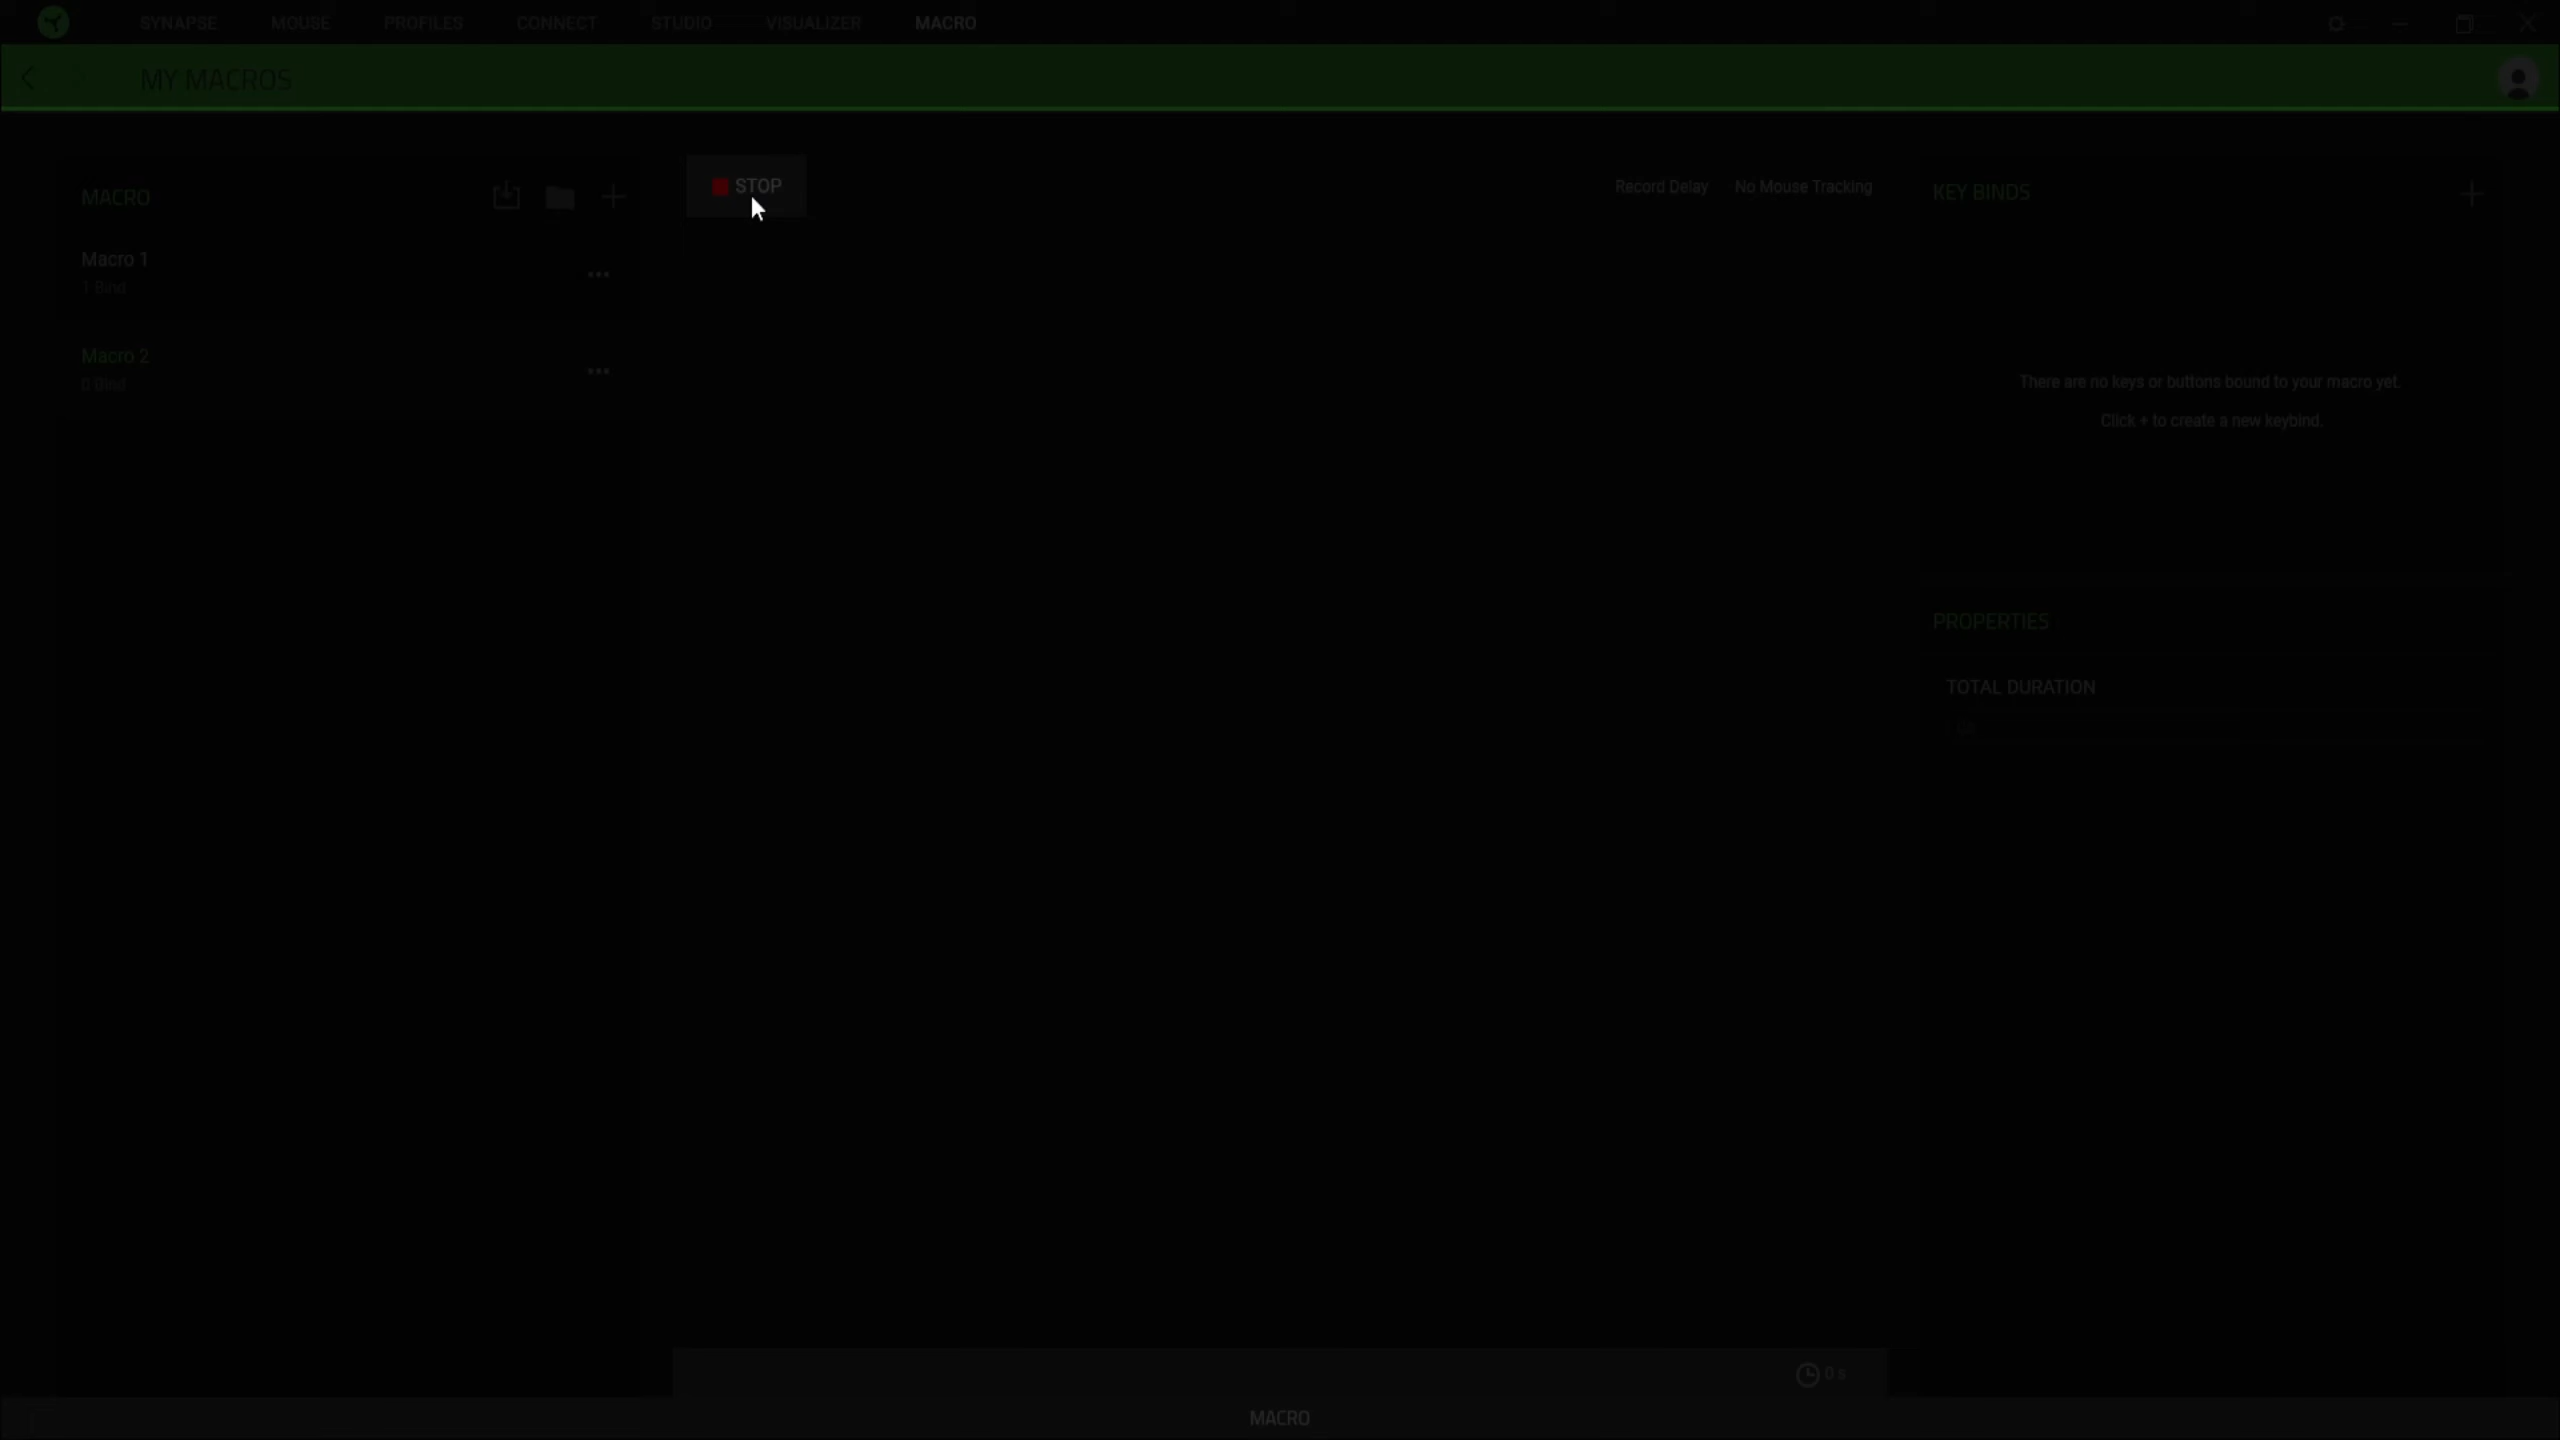 SYNAPSE MOUSE PROFILES CONNECT STUDIO VISUALIZER MACRO
MY MACROS
MACRO
STOP
Record Delay No Mouse Tracking
KEY BINDS
Macro 1
1 Bind
Macro 2
0 Bind
There are no keys or buttons bound to your macro yet.
Click + to create a new keybind.
PROPERTIES
TOTAL DURATION
0 s
MACRO